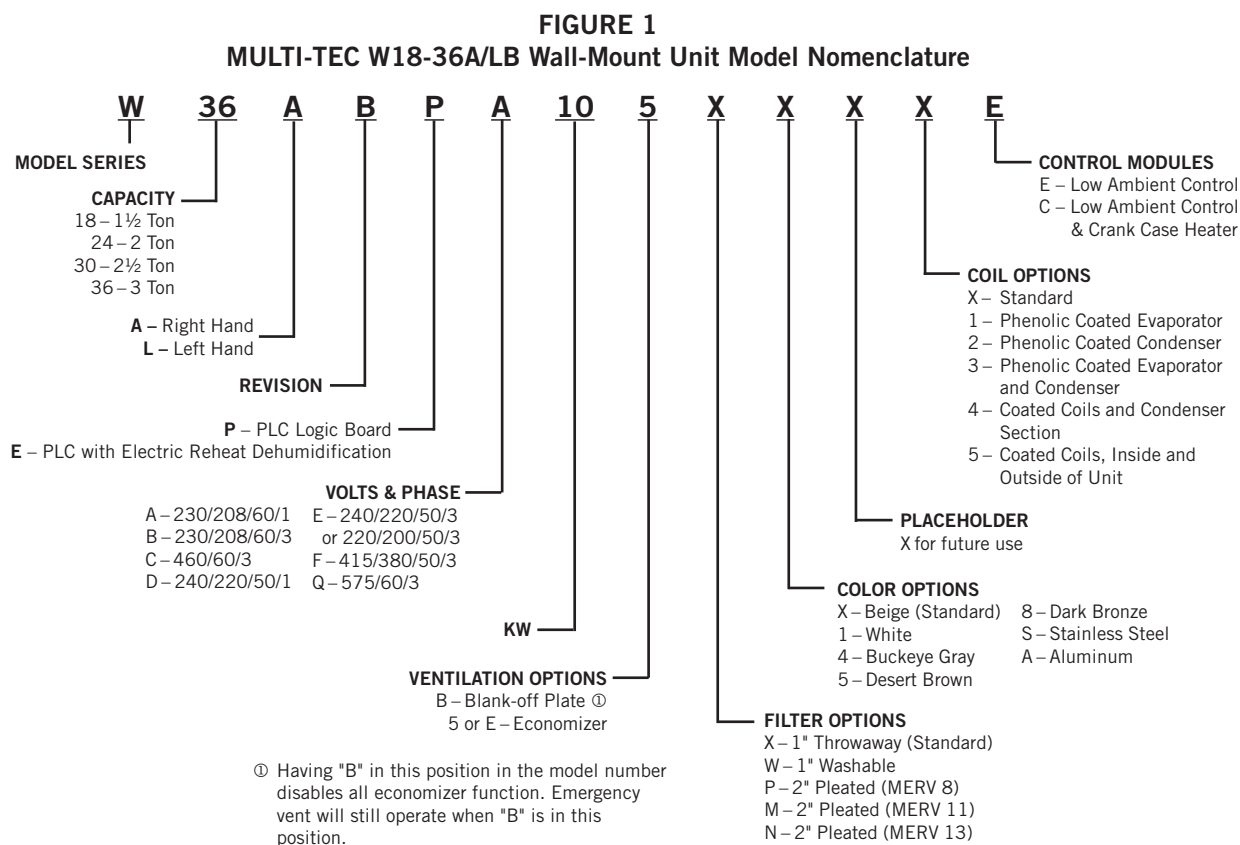 FIGURE 1
MULTI-TEC W18-36A/LB Wall-Mount Unit Model Nomenclature
W 36 A B P A 10 5 X X X X E
MODEL SERIES
CAPACITY
18 – 1½ Ton
24 – 2 Ton
30 – 2½ Ton
36 – 3 Ton
A – Right Hand
L – Left Hand
REVISION
P – PLC Logic Board
E – PLC with Electric Reheat Dehumidification
VOLTS & PHASE
A – 230/208/60/1 E – 240/220/50/3
B – 230/208/60/3 or 220/200/50/3
C – 460/60/3 F – 415/380/50/3
D – 240/220/50/1 Q – 575/60/3
KW
VENTILATION OPTIONS
B – Blank-off Plate ①
5 or E – Economizer
① Having "B" in this position in the model number
disables all economizer function. Emergency
vent will still operate when "B" is in this
position.
FILTER OPTIONS
X – 1" Throwaway (Standard)
W – 1" Washable
P – 2" Pleated (MERV 8)
M – 2" Pleated (MERV 11)
N – 2" Pleated (MERV 13)
COLOR OPTIONS
X – Beige (Standard) 8 – Dark Bronze
1 – White S – Stainless Steel
4 – Buckeye Gray A – Aluminum
5 – Desert Brown
PLACEHOLDER
X for future use
COIL OPTIONS
X – Standard
1 – Phenolic Coated Evaporator
2 – Phenolic Coated Condenser
3 – Phenolic Coated Evaporator
and Condenser
4 – Coated Coils and Condenser
Section
5 – Coated Coils, Inside and
Outside of Unit
CONTROL MODULES
E – Low Ambient Control
C – Low Ambient Control
& Crank Case Heater